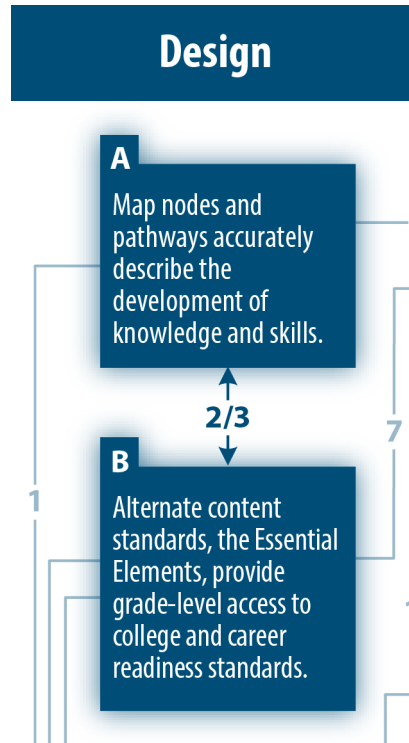 Design
A
Map nodes and
pathways accurately
describe the
development of
knowledge and skills.
2/3
7
B
1
Alternate content
standards, the Essential
Elements, provide
grade-level access to
college and career
readiness standards.